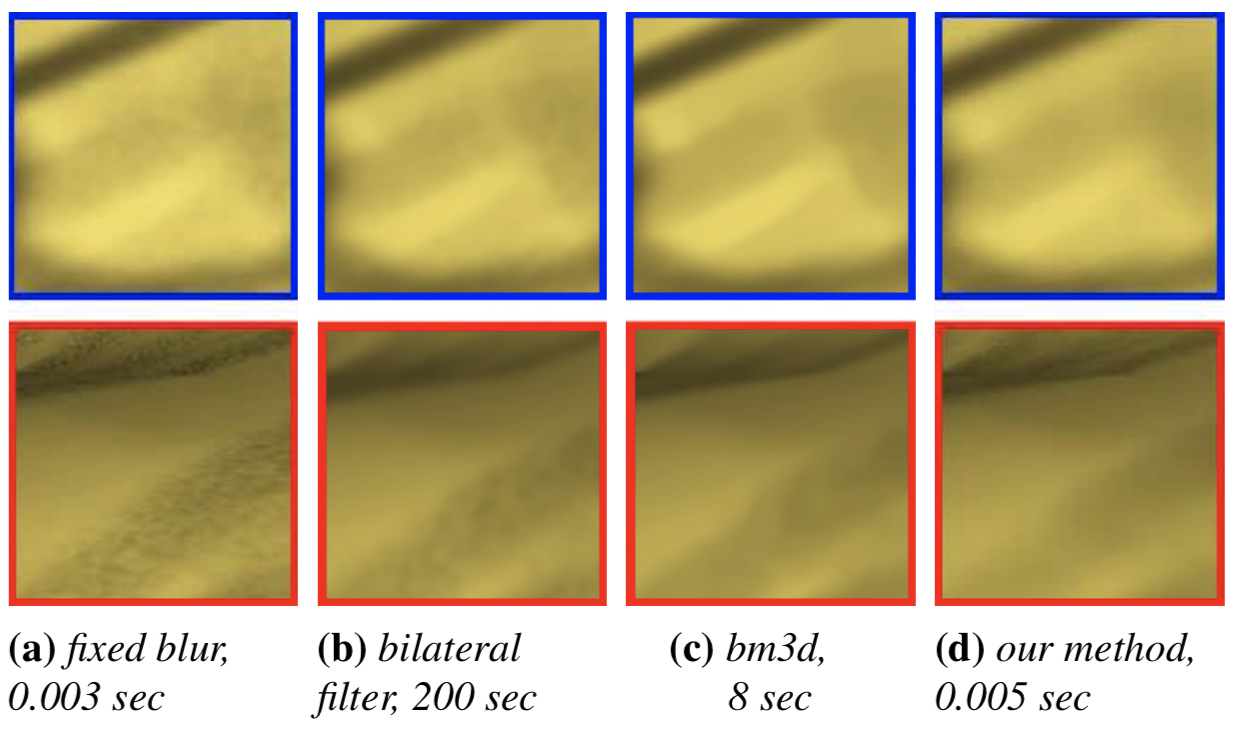 (a) fixed blur,
0.003 sec
(b) bilateral
filter, 200 sec
(c) bm3d,
8 sec
(d) our method,
0.005 sec